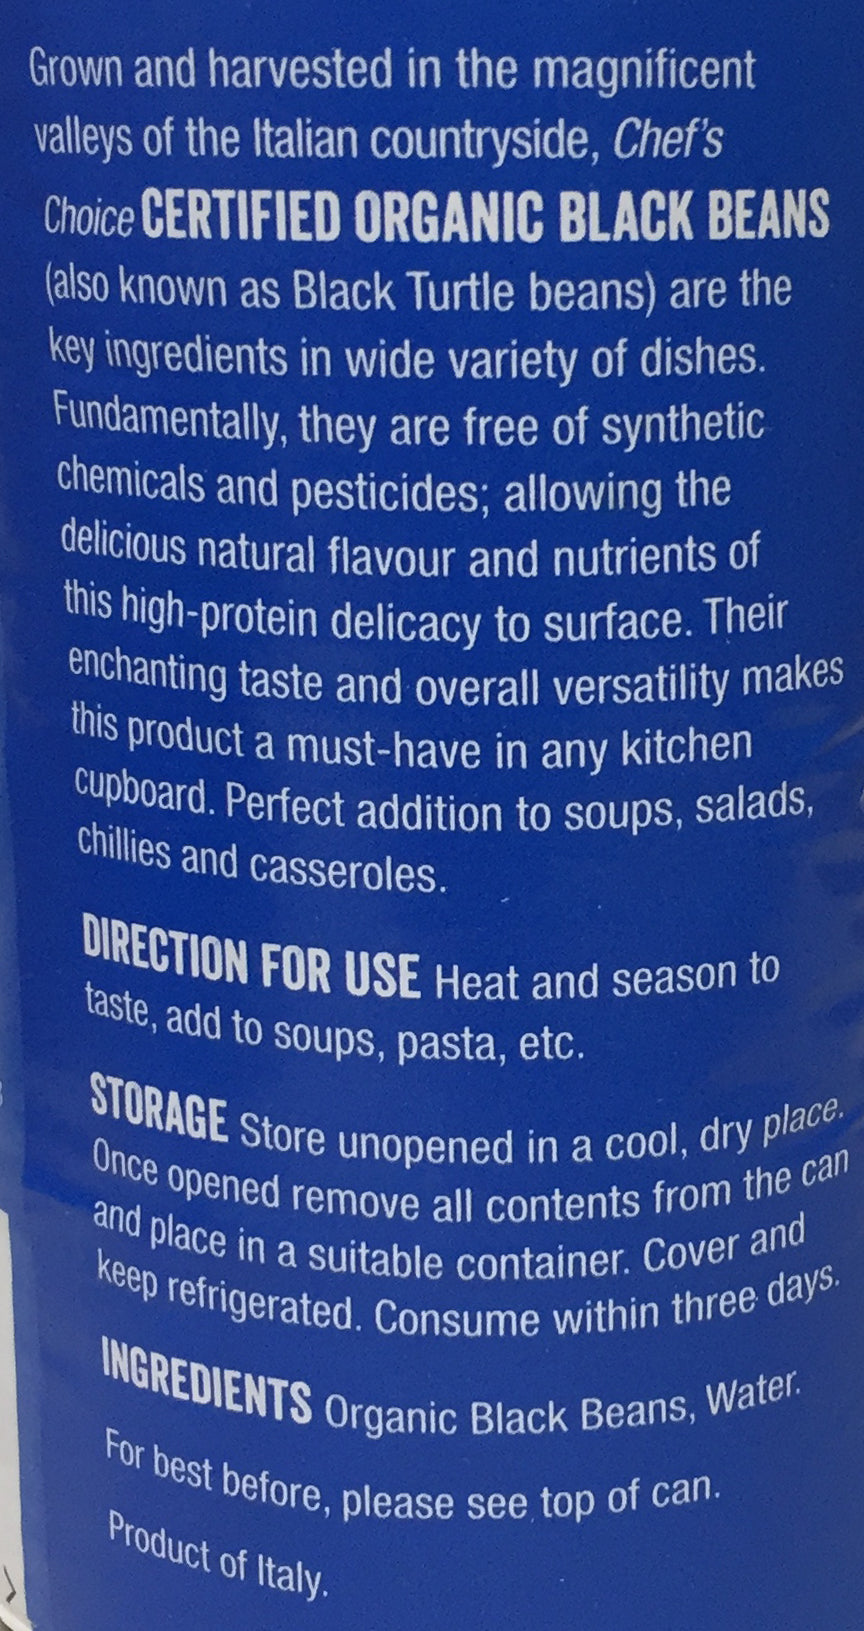 Grown and harvested in the magnificent
valleys of the Italian countryside, Chef's
Choice CERTIFIED ORGANIC BLACK BEANS
(also known as Black Turtle beans) are the
key ingredients in wide variety of dishes.
Fundamentally, they are free of synthetic
chemicals and pesticides; allowing the
delicious natural flavour and nutrients of
this high-protein delicacy to surface. Their
enchanting taste and overall versatility makes
this product a must-have in any kitchen
cupboard. Perfect addition to soups, salads,
chillies and casseroles.
DIRECTION FOR USE Heat and season to
taste, add to soups, pasta, etc.
STORAGE Store unopened in a cool, dry place.
Once opened remove all contents from the can
and place in a suitable container. Cover and
keep refrigerated. Consume within three days.
INGREDIENTS Organic Black Beans, Water.
For best before, please see top of can.
Product of Italy.